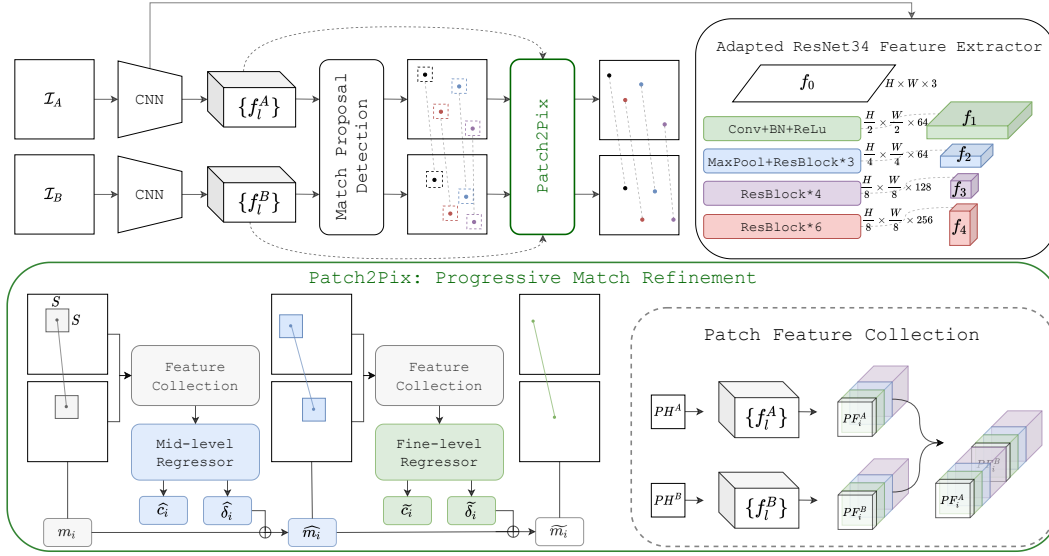 I_A
CNN
{f_l^A}
I_B
CNN
{f_l^B}
Match Proposal
Detection
Patch2Pix
Adapted ResNet34 Feature Extractor
f_0
H × W × 3
Conv+BN+ReLu
H/2 × W/2 × 64
f_1
MaxPool+ResBlock*3
H/4 × W/4 × 64
f_2
ResBlock*4
H/8 × W/8 × 128
f_3
ResBlock*6
H/8 × W/8 × 256
f_4
Patch2Pix: Progressive Match Refinement
S
S
Feature
Collection
Mid-level
Regressor
ĉ_i
δ̂_i
m_i
m̂_i
Feature
Collection
Fine-level
Regressor
c̃_i
δ̃_i
m̃_i
Patch Feature Collection
PH^A
{f_l^A}
PF_i^A
PH^B
{f_l^B}
PF_i^B
PF_i^B
PF_i^A